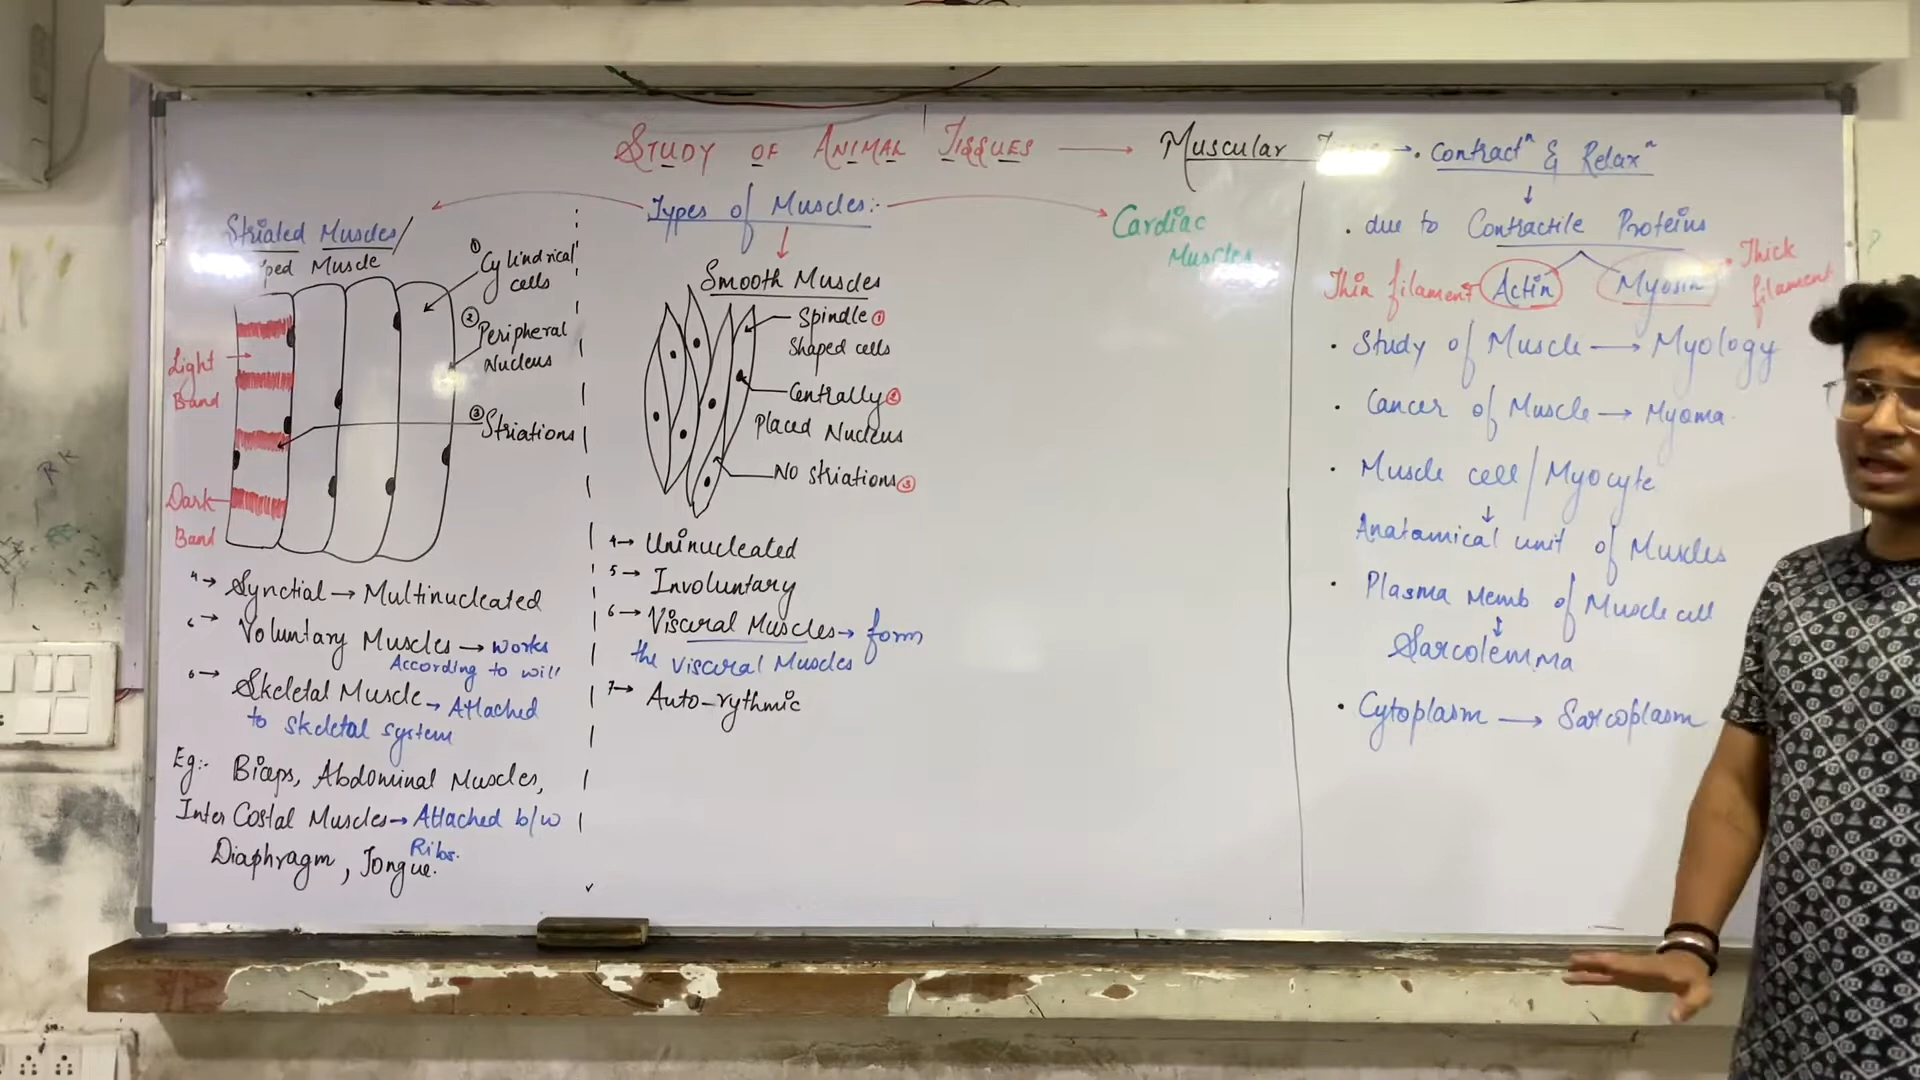 STUDY OF ANIMAL TISSUES → Muscular → . Contractⁿ & Relaxⁿ
Types of Muscles:-
Striated Muscles/
Muscle
① Cylindrical
cells
② Peripheral
Nucleus
③ Striations
Light
Band
Dark
Band
4→ Synctial → Multinucleated
Voluntary Muscles → works
According to will
6→ Skeletal Muscle → Attached
to skeletal system
Eg:- Biceps, Abdominal Muscles,
Inter Costal Muscles → Attached b/w
Ribs.
Diaphragm, Tongue.
Smooth Muscles
Spindle ①
Shaped cells
Centrally ②
placed Nucleus
No striations ③
4→ Uninucleated
5→ Involuntary
6→ Visceral Muscles → form
the visceral Muscles
7→ Auto-rythmic
Cardiac
Muscles
. due to Contractile Proteins
Thin filament Actin Myosin Thick
filament
. Study of Muscle → Myology
. Cancer of Muscle → Myoma
. Muscle cell / Myocyte
↓
Anatamical unit of Muscles
. Plasma Memb of Muscle cell
Sarcolemma
. Cytoplasm → Sarcoplasm